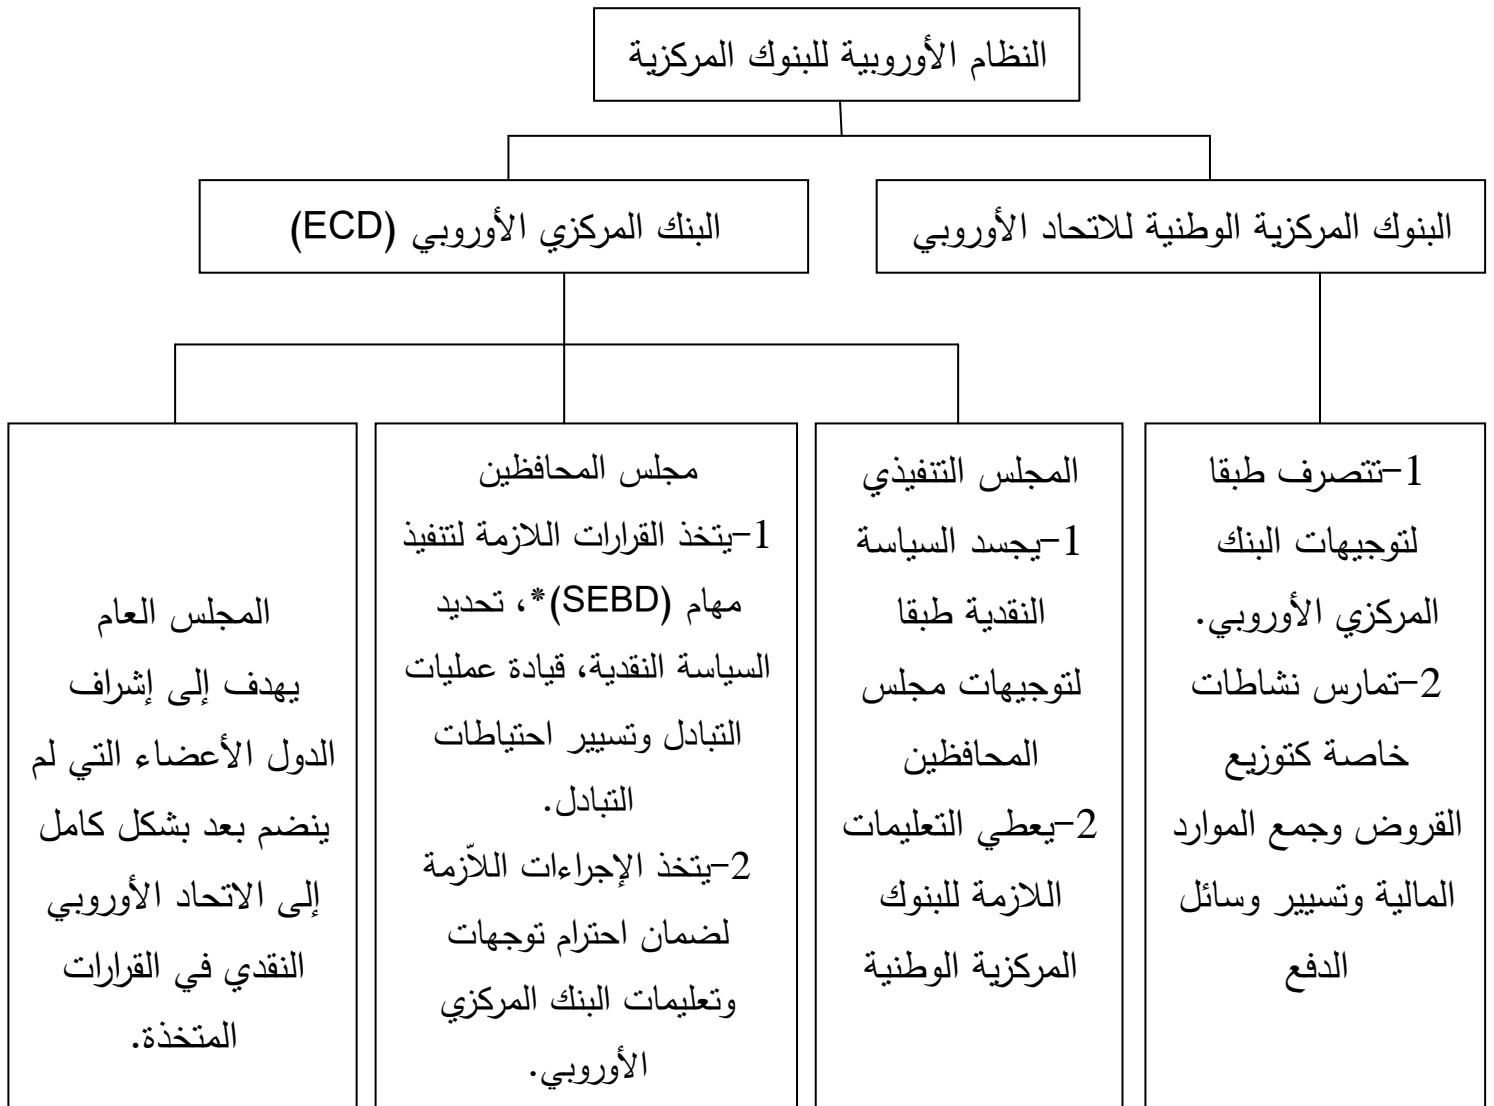 النظام الأوروبية للبنوك المركزية
البنوك المركزية الوطنية للاتحاد الأوروبي
البنك المركزي الأوروبي (ECD)
1-تتصرف طبقا
لتوجيهات البنك
المركزي الأوروبي.
2-تمارس نشاطات
خاصة كتوزيع
القروض وجمع الموارد
المالية وتسيير وسائل
الدفع
المجلس التنفيذي
1-يجسد السياسة
النقدية طبقا
لتوجيهات مجلس
المحافظين
2-يعطي التعليمات
اللازمة للبنوك
المركزية الوطنية
مجلس المحافظين
1-يتخذ القرارات اللازمة لتنفيذ
مهام (SEBD)*، تحديد
السياسة النقدية، قيادة عمليات
التبادل وتسيير احتياطات
التبادل.
2-يتخذ الإجراءات اللاّزمة
لضمان احترام توجهات
وتعليمات البنك المركزي
الأوروبي.
المجلس العام
يهدف إلى إشراف
الدول الأعضاء التي لم
ينضم بعد بشكل كامل
إلى الاتحاد الأوروبي
النقدي في القرارات
المتخذة.